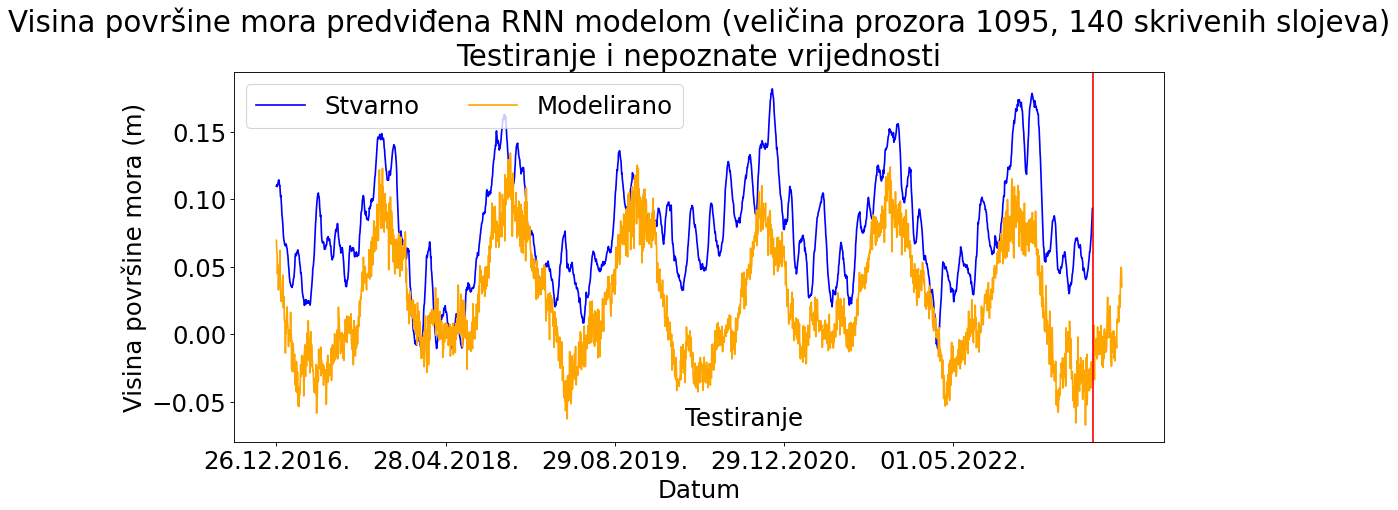 Visina površine mora predviđena RNN modelom (veličina prozora 1095, 140 skrivenih slojeva)
Testiranje i nepoznate vrijednosti
Stvarno Modelirano
Visina površine mora (m)
0.15
0.10
0.05
0.00
−0.05
Testiranje
26.12.2016. 28.04.2018. 29.08.2019. 29.12.2020. 01.05.2022.
Datum